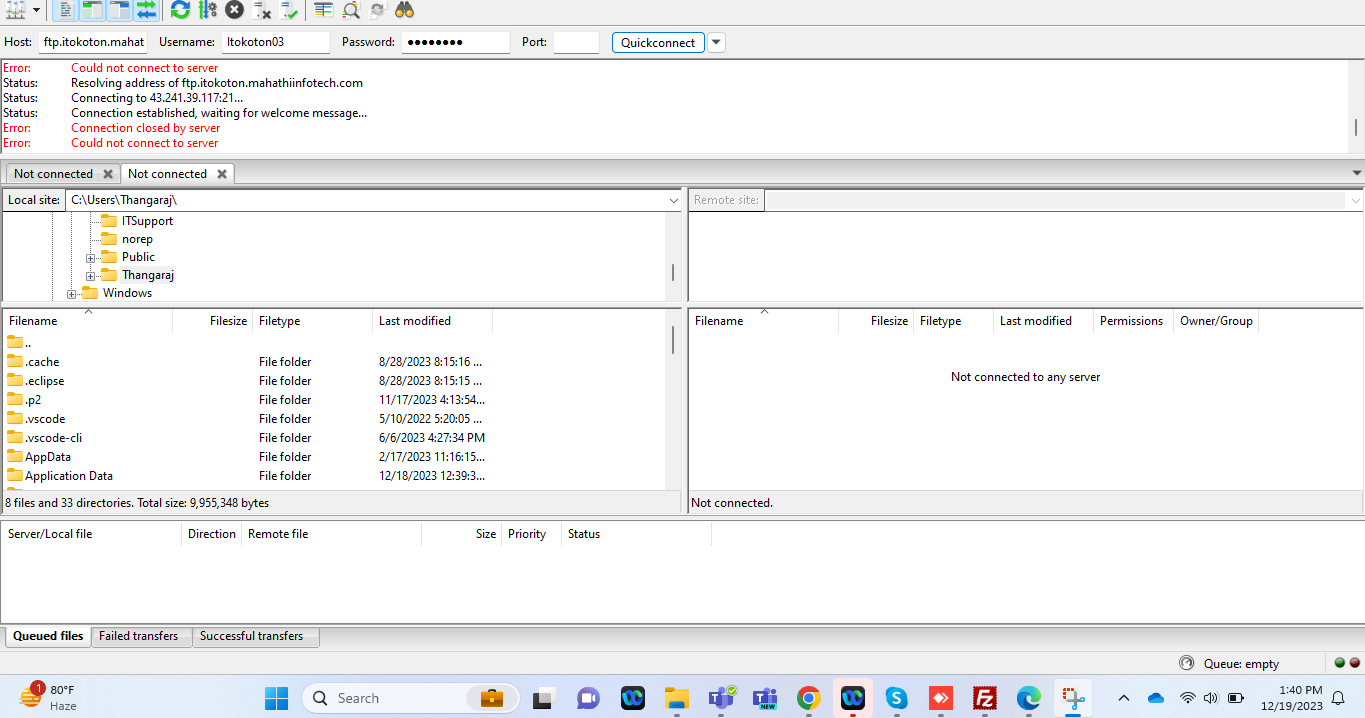 Host: ftp.itokoton.mahat Username: Itokoton03 Password: ●●●●●●●● Port: Quickconnect
Error: Could not connect to server
Status: Resolving address of ftp.itokoton.mahathiinfotech.com
Status: Connecting to 43.241.39.117:21...
Status: Connection established, waiting for welcome message...
Error: Connection closed by server
Error: Could not connect to server
Not connected Not connected
Local site: C:\Users\Thangaraj\ Remote site:
ITSupport
norep
Public
Thangaraj
Windows
Filename Filesize Filetype Last modified
..
.cache File folder 8/28/2023 8:15:16 ...
.eclipse File folder 8/28/2023 8:15:15 ...
.p2 File folder 11/17/2023 4:13:54...
.vscode File folder 5/10/2022 5:20:05 ...
.vscode-cli File folder 6/6/2023 4:27:34 PM
AppData File folder 2/17/2023 11:16:15...
Application Data File folder 12/18/2023 12:39:3...
8 files and 33 directories. Total size: 9,955,348 bytes
Filename Filesize Filetype Last modified Permissions Owner/Group
Not connected to any server
Not connected.
Server/Local file Direction Remote file Size Priority Status
Queued files Failed transfers Successful transfers
Queue: empty
1
80°F
Haze
Search
NEW
1:40 PM
12/19/2023